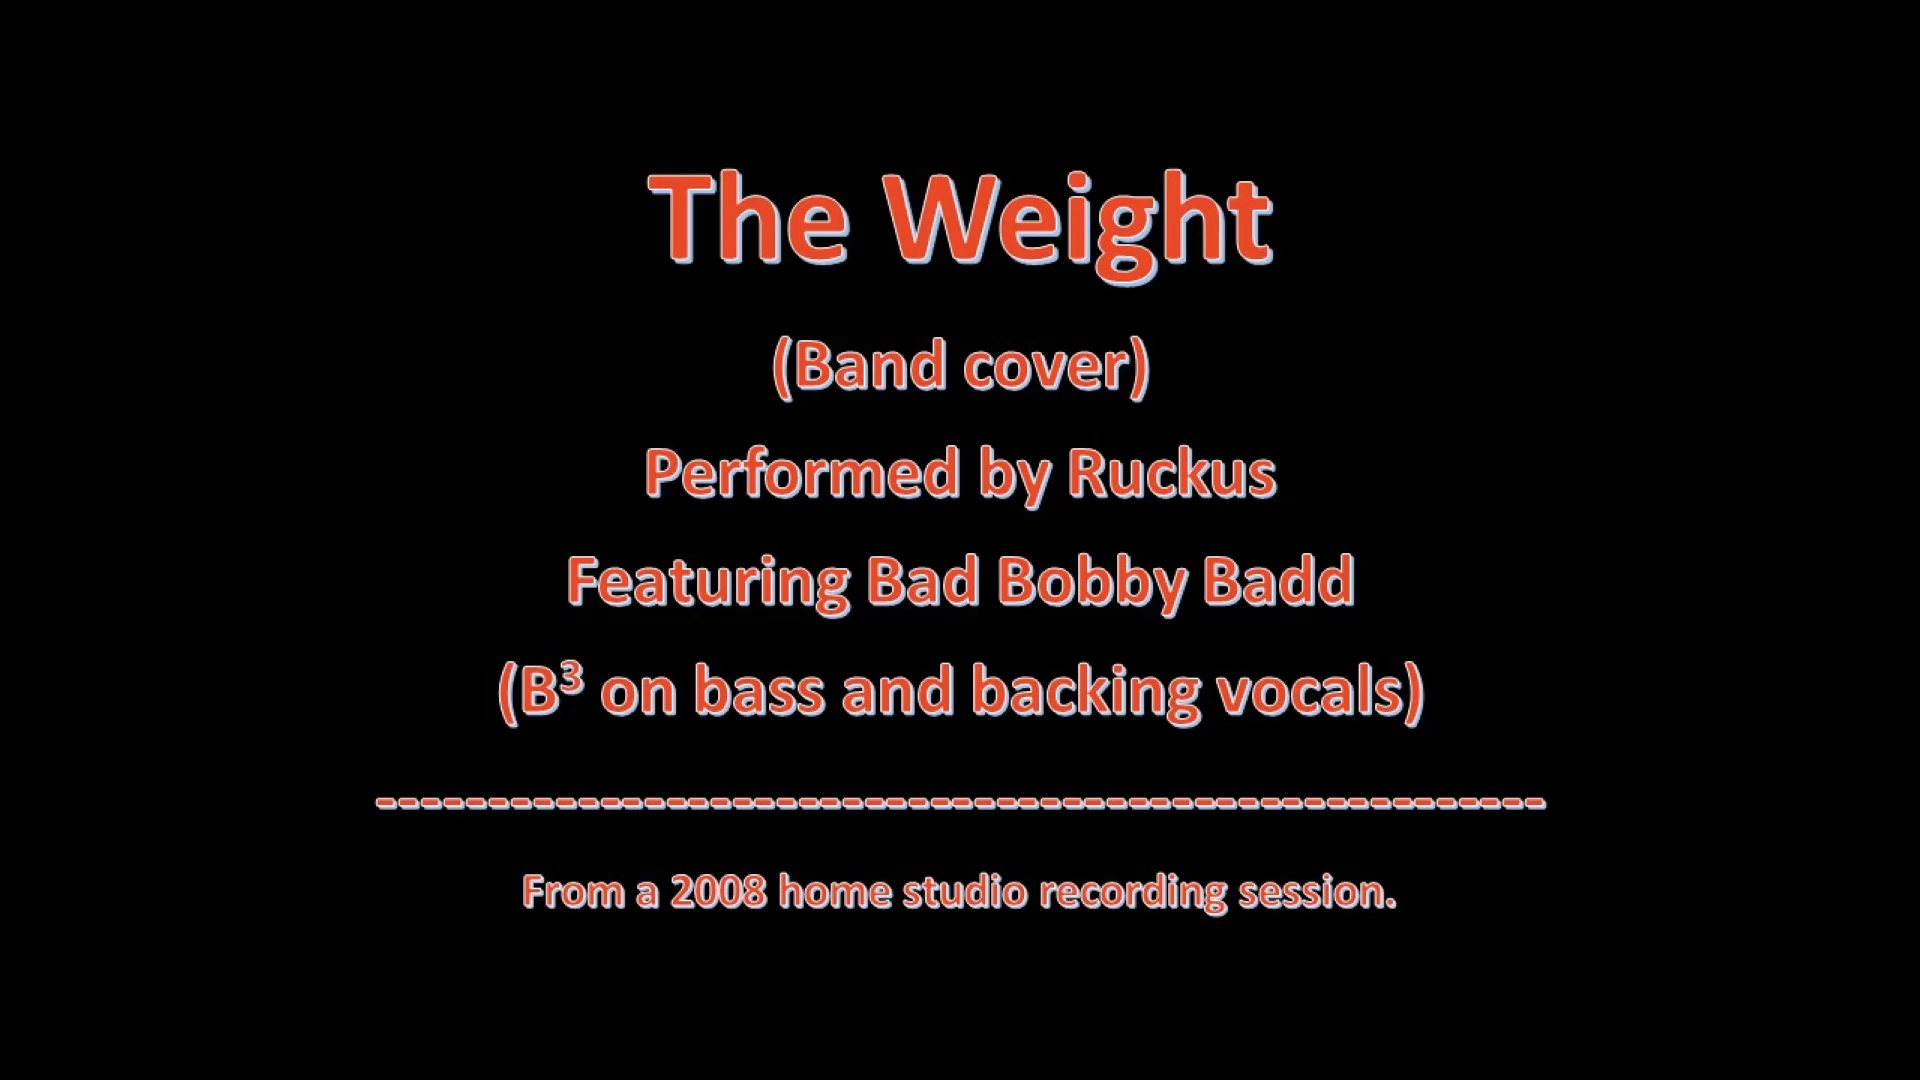 The Weight
(Band cover)
Performed by Ruckus
Featuring Bad Bobby Badd
(B³ on bass and backing vocals)
-----------------------------------------------------
From a 2008 home studio recording session.